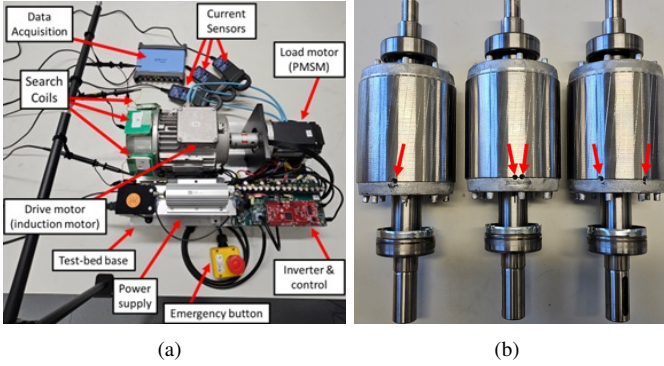 Data
Acquisition
Current
Sensors
Load motor
(PMSM)
Search
Coils
Drive motor
(induction motor)
Test-bed base
Power
supply
Emergency button
Inverter &
control
(a)
(b)